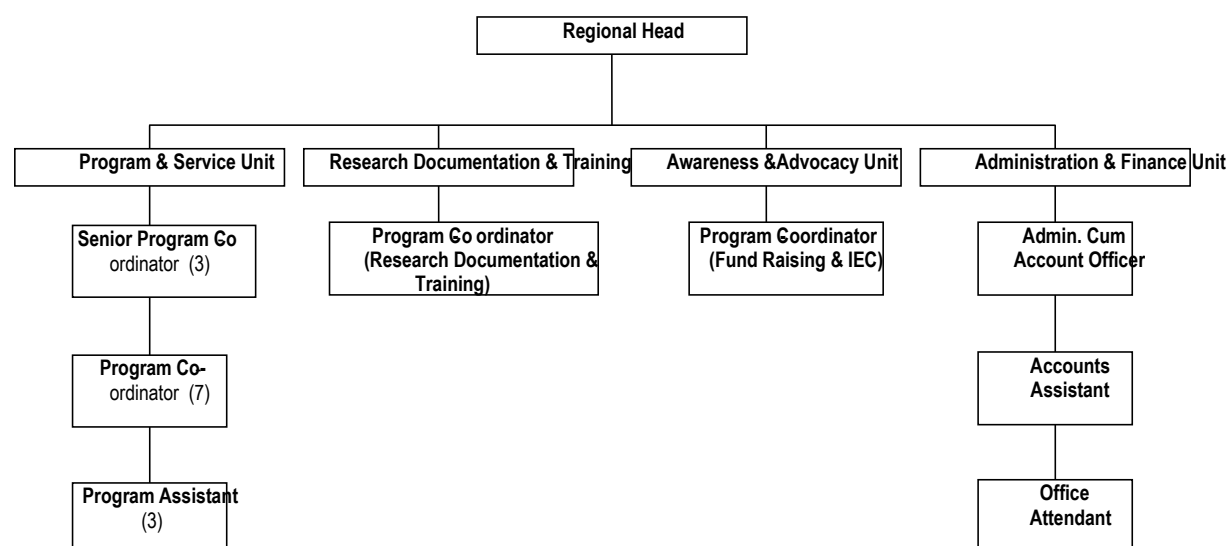 Regional Head
Program & Service Unit
Research Documentation & Training
Awareness &Advocacy Unit
Administration & Finance Unit
Senior Program Co
ordinator (3)
Program Co ordinator
(Research Documentation &
Training)
Program Coordinator
(Fund Raising & IEC)
Admin. Cum
Account Officer
Program Co-
ordinator (7)
Accounts
Assistant
Program Assistant
(3)
Office
Attendant